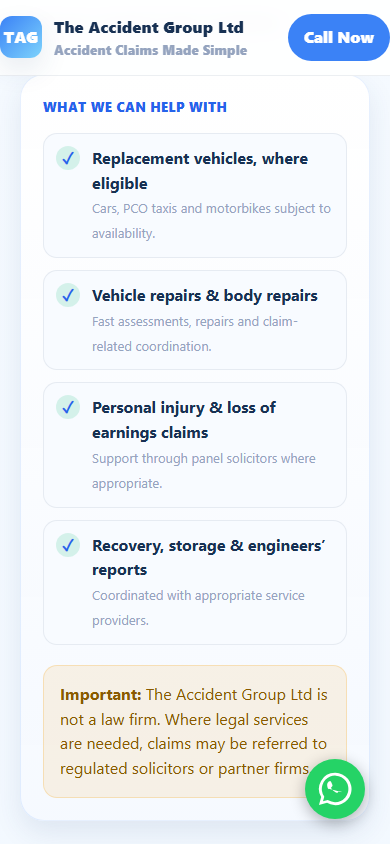 TAG
The Accident Group Ltd
Accident Claims Made Simple
Call Now
WHAT WE CAN HELP WITH
Replacement vehicles, where
eligible
Cars, PCO taxis and motorbikes subject to
availability.
Vehicle repairs & body repairs
Fast assessments, repairs and claim-
related coordination.
Personal injury & loss of
earnings claims
Support through panel solicitors where
appropriate.
Recovery, storage & engineers’
reports
Coordinated with appropriate service
providers.
Important: The Accident Group Ltd is
not a law firm. Where legal services
are needed, claims may be referred to
regulated solicitors or partner firms